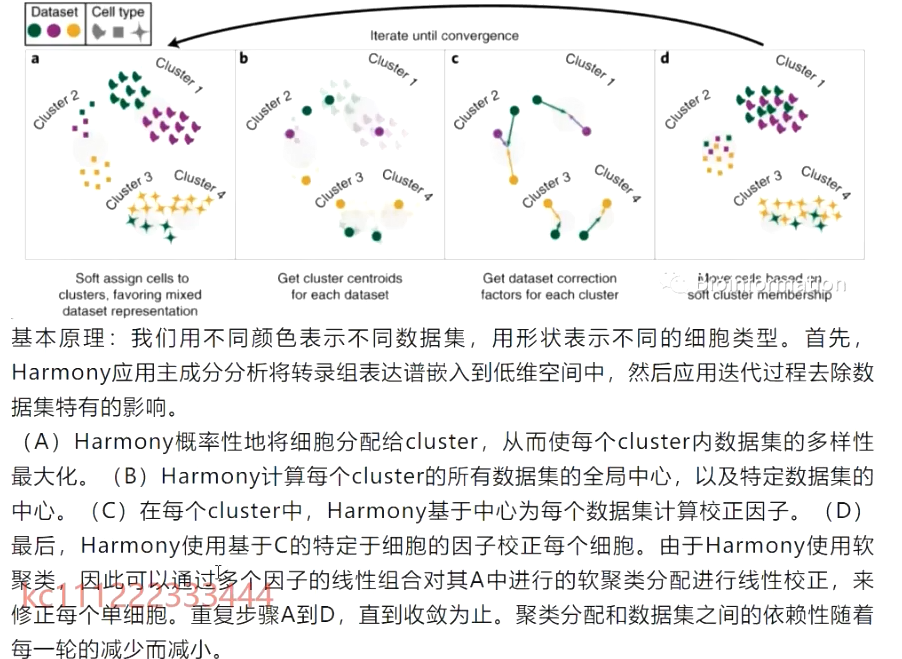 Dataset
Cell type
Iterate until convergence
a
Cluster 1
Cluster 2
Cluster 3
Cluster 4
b
Cluster 1
Cluster 2
Cluster 3
Cluster 4
c
Cluster 1
Cluster 2
Cluster 3
Cluster 4
d
Cluster 1
Cluster 2
Cluster 3
Cluster 4
Soft assign cells to
clusters, favoring mixed
dataset representation
Get cluster centroids
for each dataset
Get dataset correction
factors for each cluster
Move cells based on
soft cluster membership
bioinformation
基本原理：我们用不同颜色表示不同数据集，用形状表示不同的细胞类型。首先，
Harmony应用主成分分析将转录组表达谱嵌入到低维空间中，然后应用迭代过程去除数
据集特有的影响。
（A）Harmony概率性地将细胞分配给cluster，从而使每个cluster内数据集的多样性
最大化。（B）Harmony计算每个cluster的所有数据集的全局中心，以及特定数据集的
中心。（C）在每个cluster中，Harmony基于中心为每个数据集计算校正因子。（D）
最后，Harmony使用基于C的特定于细胞的因子校正每个细胞。由于Harmony使用软
聚类，因此可以通过多个因子的线性组合对其A中进行的软聚类分配进行线性校正，来
kc111222333444
修正每个单细胞。重复步骤A到D，直到收敛为止。聚类分配和数据集之间的依赖性随着
每一轮的减少而减小。